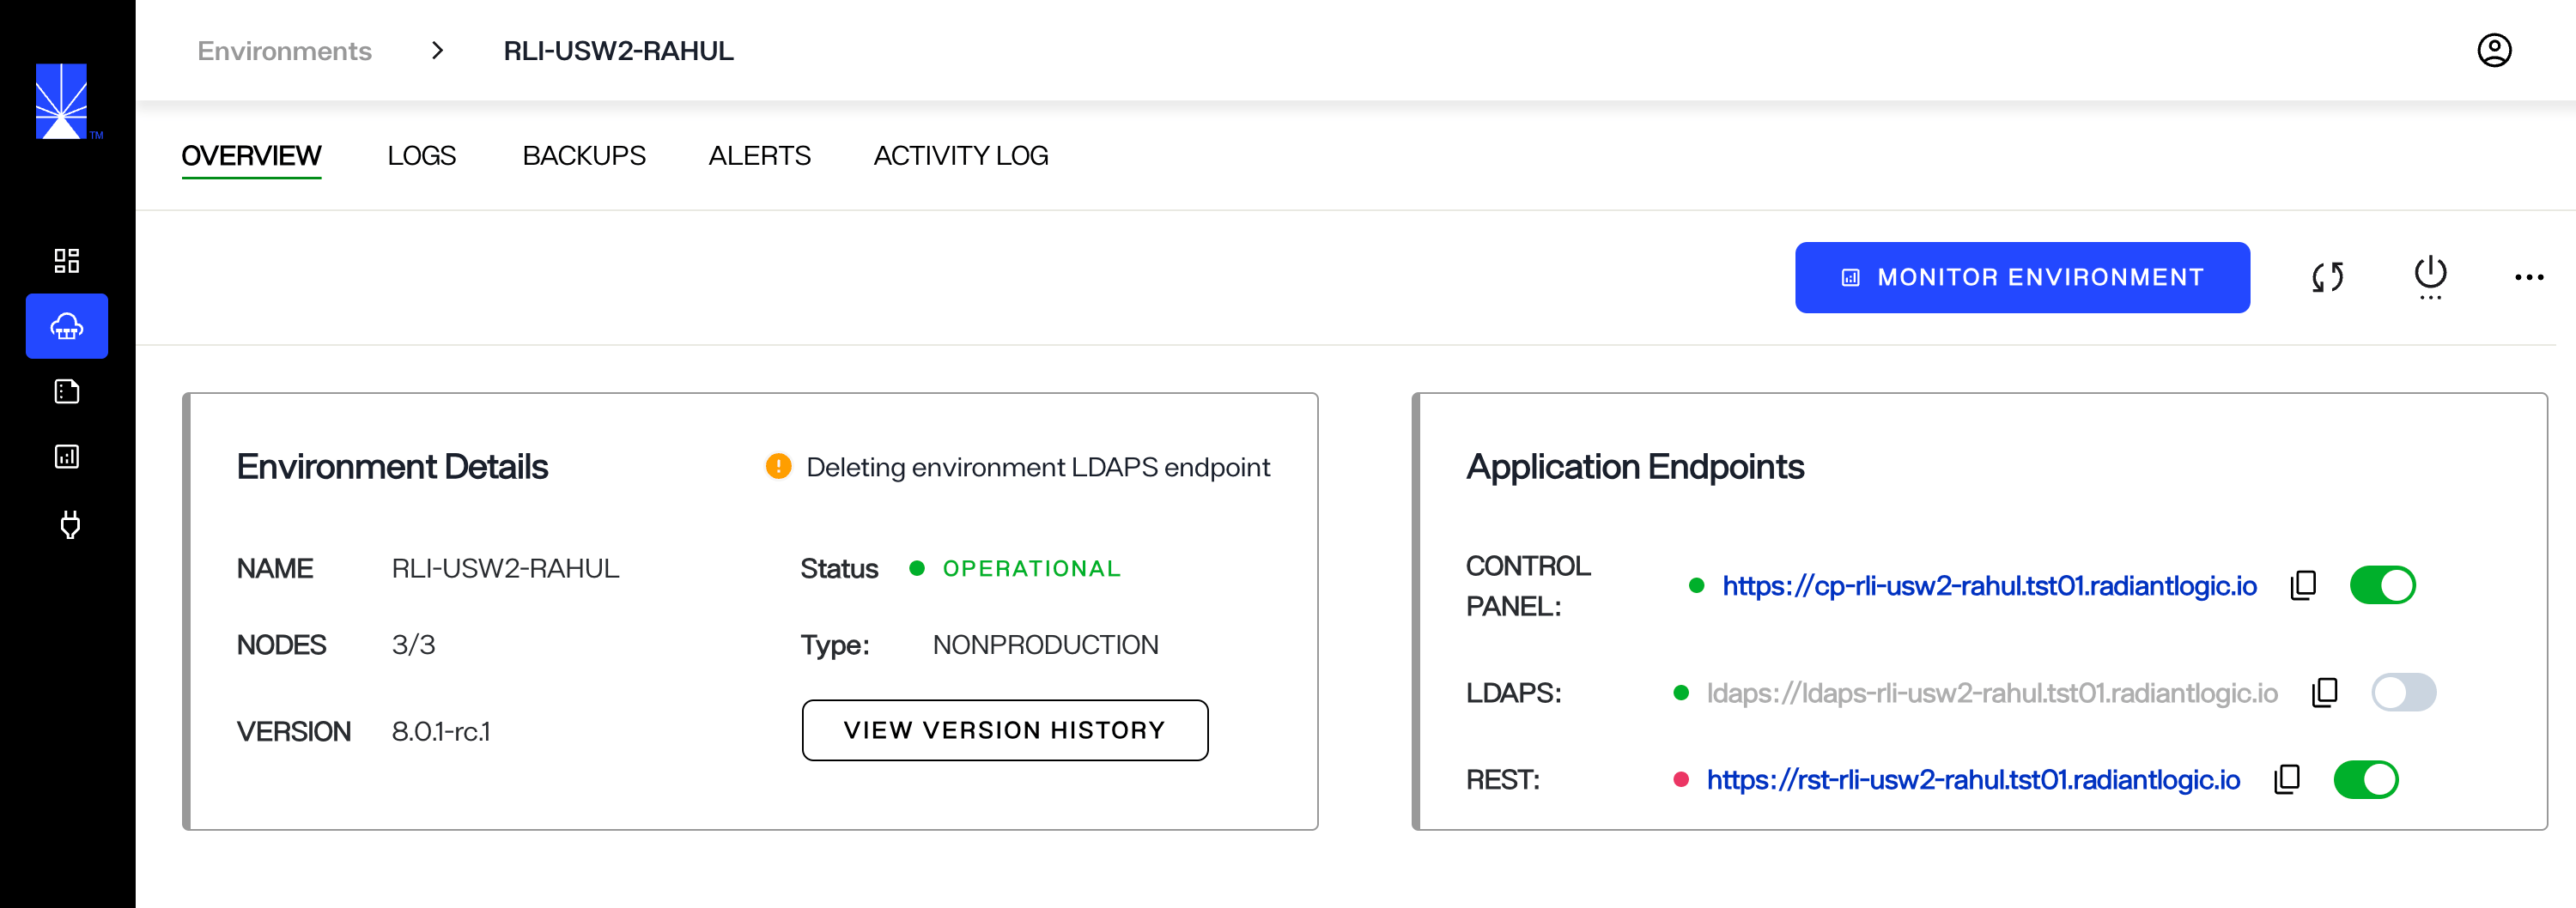 Environments > RLI-USW2-RAHUL
TM
OVERVIEW LOGS BACKUPS ALERTS ACTIVITY LOG
MONITOR ENVIRONMENT
Environment Details
Deleting environment LDAPS endpoint
NAME RLI-USW2-RAHUL
Status OPERATIONAL
NODES 3/3
Type: NONPRODUCTION
VERSION 8.0.1-rc.1
VIEW VERSION HISTORY
Application Endpoints
CONTROL
PANEL:
https://cp-rli-usw2-rahul.tst01.radiantlogic.io
LDAPS: ldaps://ldaps-rli-usw2-rahul.tst01.radiantlogic.io
REST: https://rst-rli-usw2-rahul.tst01.radiantlogic.io